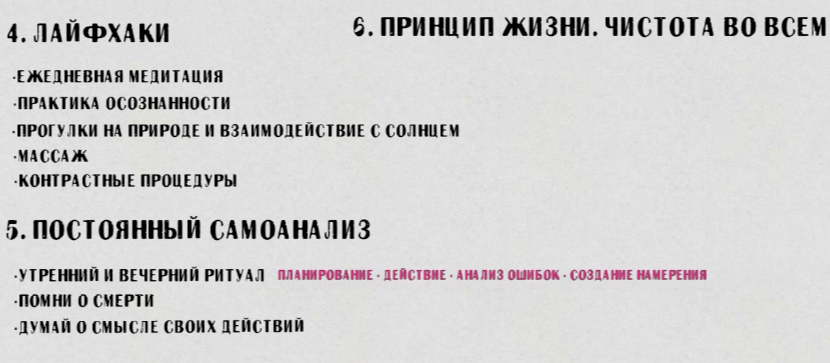 4. ЛАЙФХАКИ
·ЕЖЕДНЕВНАЯ МЕДИТАЦИЯ
·ПРАКТИКА ОСОЗНАННОСТИ
·ПРОГУЛКИ НА ПРИРОДЕ И ВЗАИМОДЕЙСТВИЕ С СОЛНЦЕМ
·МАССАЖ
·КОНТРАСТНЫЕ ПРОЦЕДУРЫ
5. ПОСТОЯННЫЙ САМОАНАЛИЗ
·УТРЕННИЙ И ВЕЧЕРНИЙ РИТУАЛ ПЛАНИРОВАНИЕ · ДЕЙСТВИЕ · АНАЛИЗ ОШИБОК · СОЗДАНИЕ НАМЕРЕНИЯ
·ПОМНИ О СМЕРТИ
·ДУМАЙ О СМЫСЛЕ СВОИХ ДЕЙСТВИЙ
6. ПРИНЦИП ЖИЗНИ. ЧИСТОТА ВО ВСЕМ